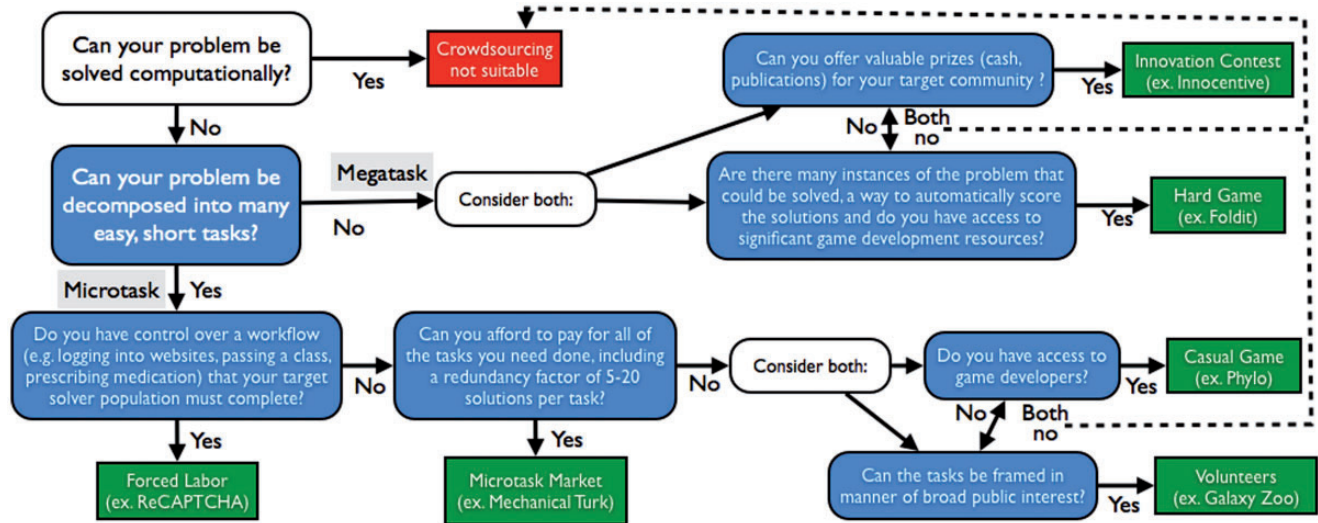 Can your problem be
solved computationally?
Yes
Crowdsourcing
not suitable
No
Can you offer valuable prizes (cash,
publications) for your target community ?
Yes
Innovation Contest
(ex. Innocentive)
No
Both
no
Can your problem be
decomposed into many
easy, short tasks?
Megatask
No
Consider both:
Are there many instances of the problem that
could be solved, a way to automatically score
the solutions and do you have access to
significant game development resources?
Yes
Hard Game
(ex. Foldit)
Microtask
Yes
Do you have control over a workflow
(e.g. logging into websites, passing a class,
prescribing medication) that your target
solver population must complete?
No
Can you afford to pay for all of
the tasks you need done, including
a redundancy factor of 5-20
solutions per task?
No
Consider both:
Do you have access to
game developers?
Yes
Casual Game
(ex. Phylo)
No
Both
no
Yes
Forced Labor
(ex. ReCAPTCHA)
Yes
Microtask Market
(ex. Mechanical Turk)
Can the tasks be framed in
manner of broad public interest?
Yes
Volunteers
(ex. Galaxy Zoo)